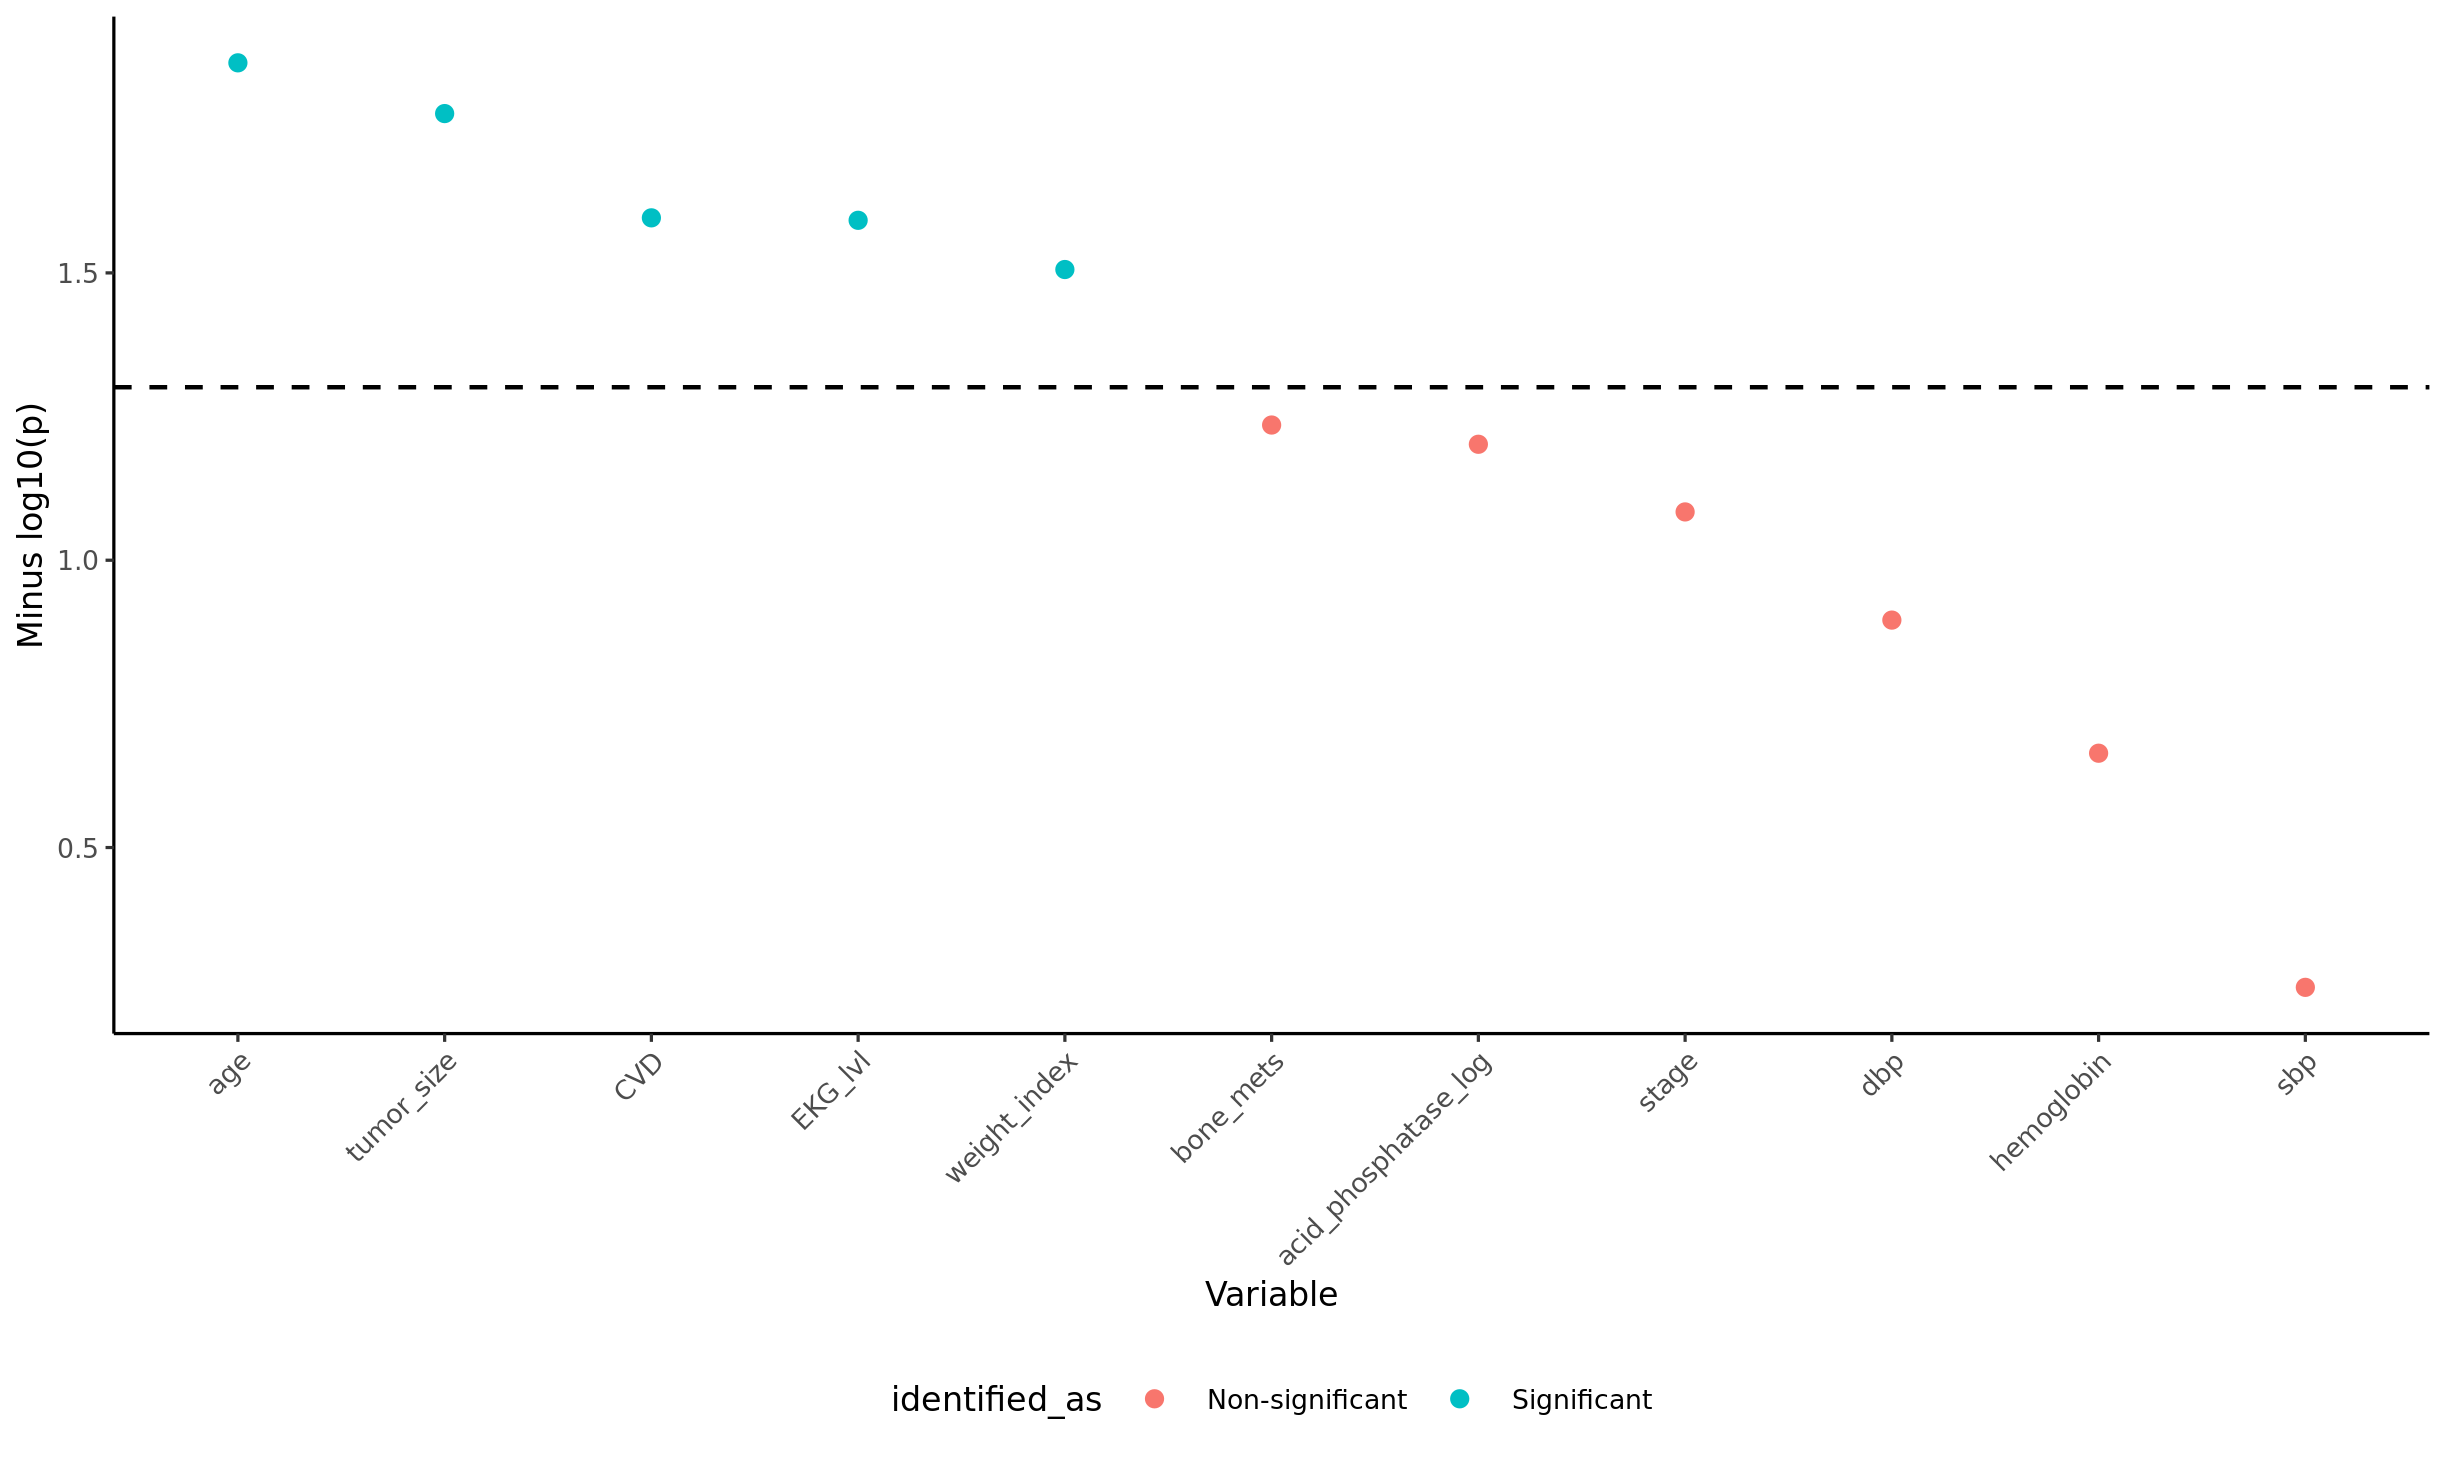 Minus log10(p)
1.5
1.0
0.5
age
tumor_size
CVD
EKG_lvl
weight_index
bone_mets
acid_phosphatase_log
stage
dbp
hemoglobin
sbp
Variable
identified_as Non-significant Significant